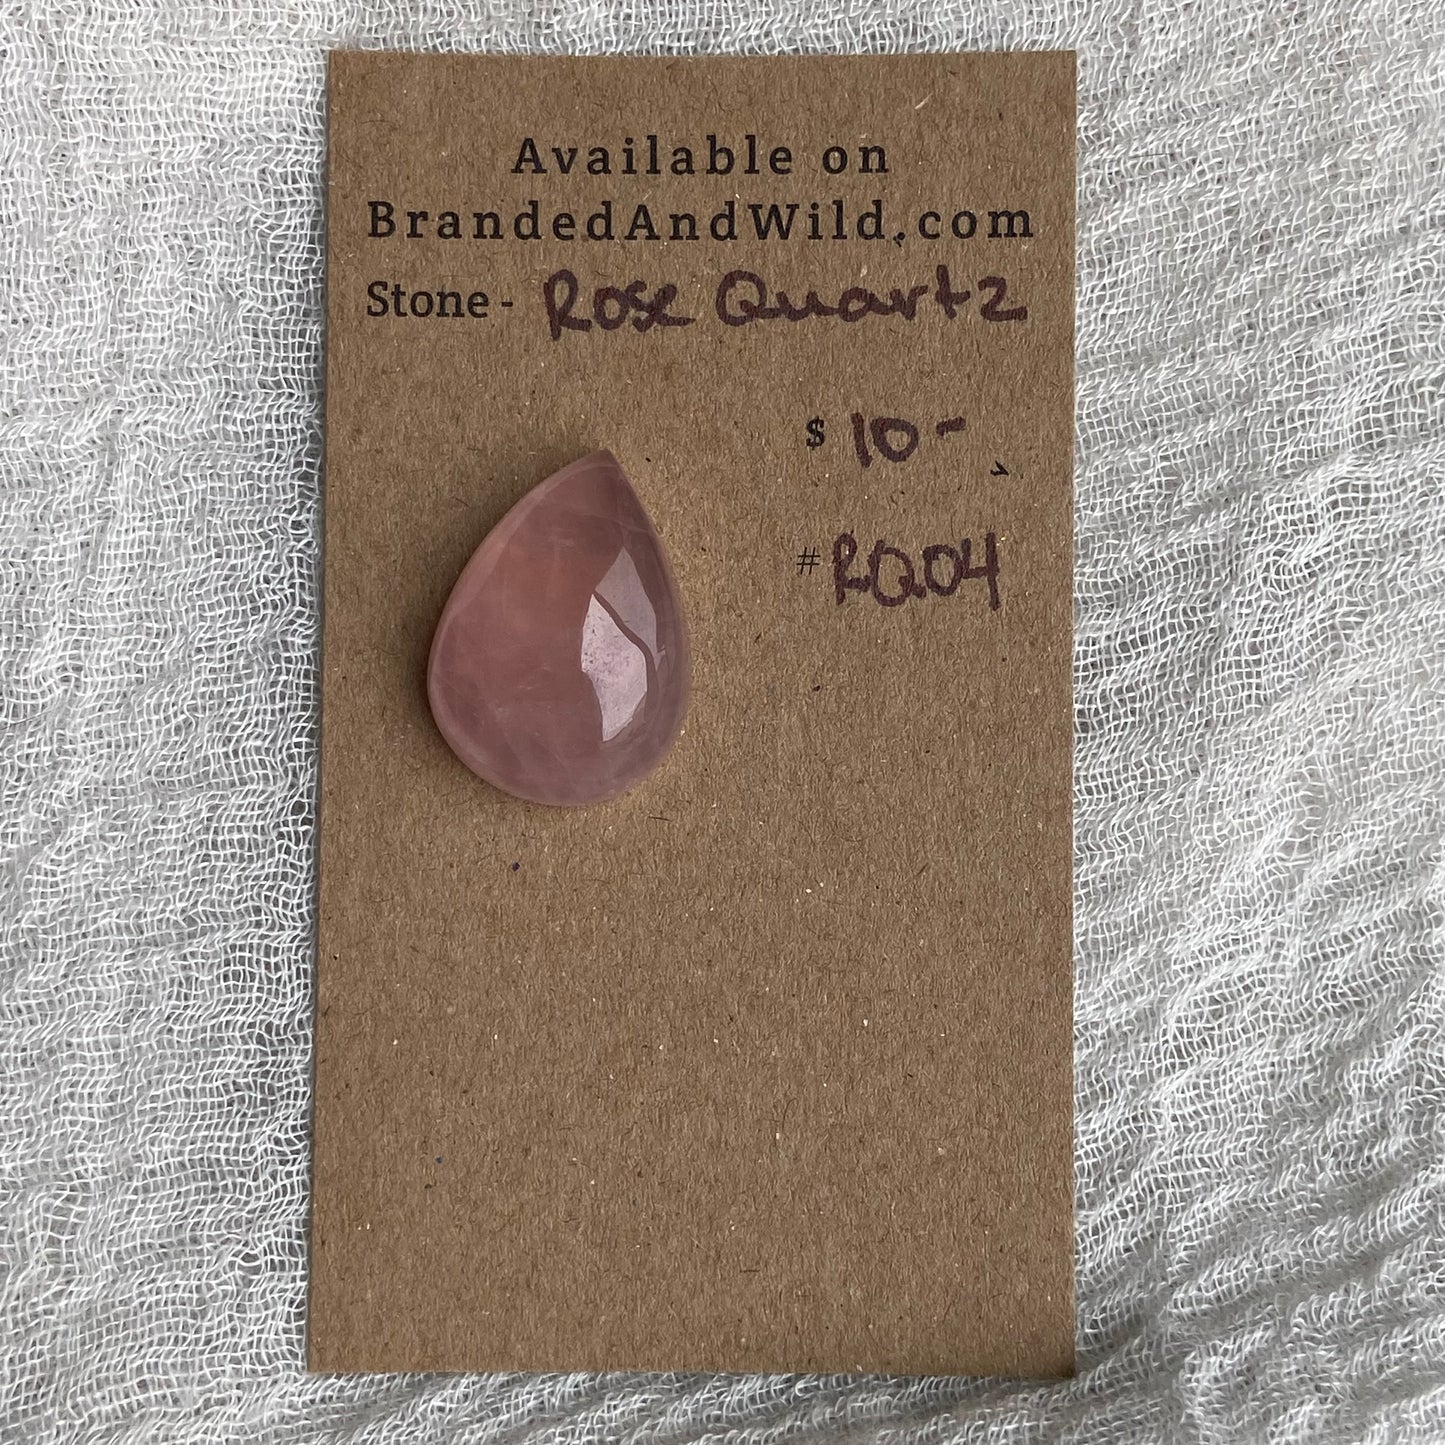 Available on
BrandedAndWild.com
Stone - Rose Quartz
$ 10-
# RQ04